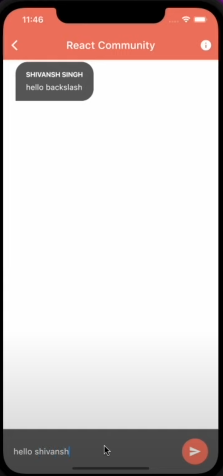 11:46
React Community
SHIVANSH SINGH
hello backslash
hello shivansh